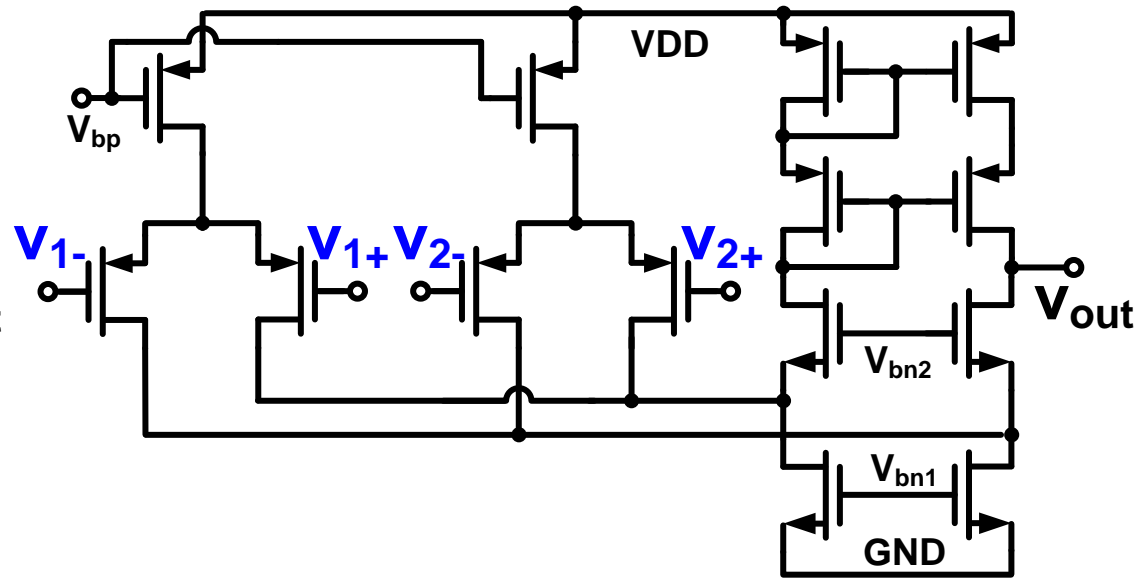 VDD
Vbp
V1-
V1+
V2-
V2+
Vout
Vbn2
Vbn1
GND